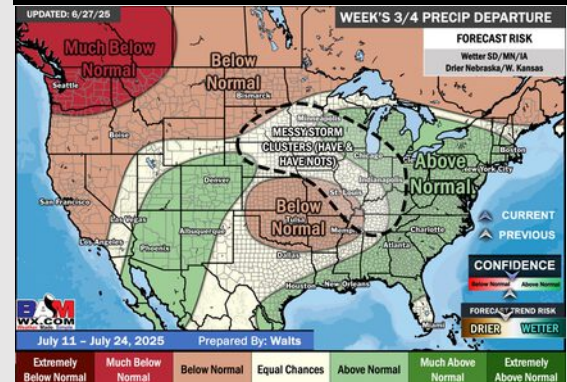 UPDATED: 6/27/25
WEEK'S 3/4 PRECIP DEPARTURE
FORECAST RISK
Wetter SD/MN/IA
Drier Nebraska/W. Kansas
Much Below
Normal
Below
Normal
Seattle
Bismarck
Minneapolis
MESSY STORM
CLUSTERS (HAVE &
HAVE NOTS)
Boise
Chicago
Above
Normal
Boston
New York City
Indianapolis
Denver
St. Louis
San Francisco
Las Vegas
Below
Normal
Tulsa
Memphis
Charlotte
Los Angeles
Albuquerque
Phoenix
Atlanta
Dallas
Houston
New Orleans
Miami
CURRENT
PREVIOUS
CONFIDENCE
Below Normal
Above Normal
FORECAST TREND RISK
DRIER
WETTER
BAM
WX.COM
July 11 – July 24, 2025
Prepared By: Walts
Extremely
Below Normal
Much Below
Normal
Below Normal
Equal Chances
Above Normal
Much Above
Normal
Extremely
Above Normal